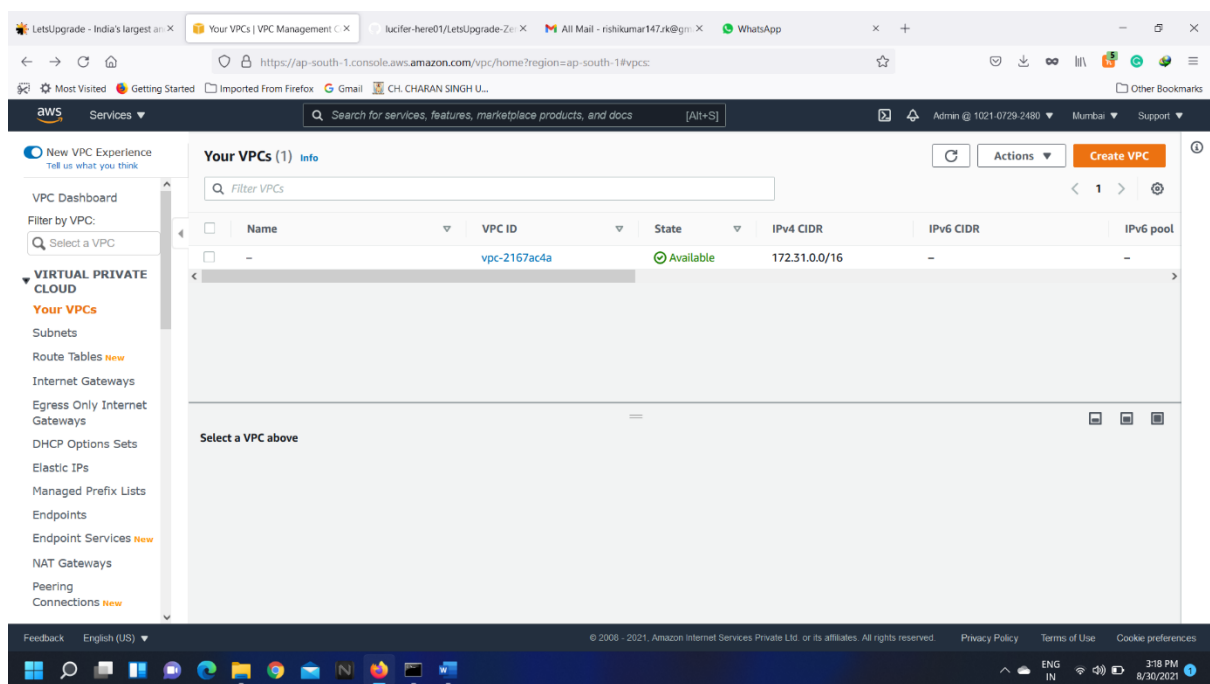 LetsUpgrade - India's largest an
Your VPCs | VPC Management C
lucifer-here01/LetsUpgrade-Zer
All Mail - rishikumar147.rk@gm
WhatsApp
https://ap-south-1.console.aws.amazon.com/vpc/home?region=ap-south-1#vpcs:
5
Most Visited
Getting Started
Imported From Firefox
Gmail
CH. CHARAN SINGH U...
Other Bookmarks
aws
Services
Search for services, features, marketplace products, and docs
[Alt+S]
Admin @ 1021-0729-2480
Mumbai
Support
New VPC Experience
Tell us what you think
VPC Dashboard
Filter by VPC:
Select a VPC
VIRTUAL PRIVATE
CLOUD
Your VPCs
Subnets
Route Tables New
Internet Gateways
Egress Only Internet
Gateways
DHCP Options Sets
Elastic IPs
Managed Prefix Lists
Endpoints
Endpoint Services New
NAT Gateways
Peering
Connections New
Your VPCs (1) Info
Actions
Create VPC
Filter VPCs
1
Name
VPC ID
State
IPv4 CIDR
IPv6 CIDR
IPv6 pool
–
vpc-2167ac4a
Available
172.31.0.0/16
–
–
Select a VPC above
Feedback
English (US)
© 2008 - 2021, Amazon Internet Services Private Ltd. or its affiliates. All rights reserved.
Privacy Policy
Terms of Use
Cookie preferences
ENG
IN
3:18 PM
8/30/2021
1